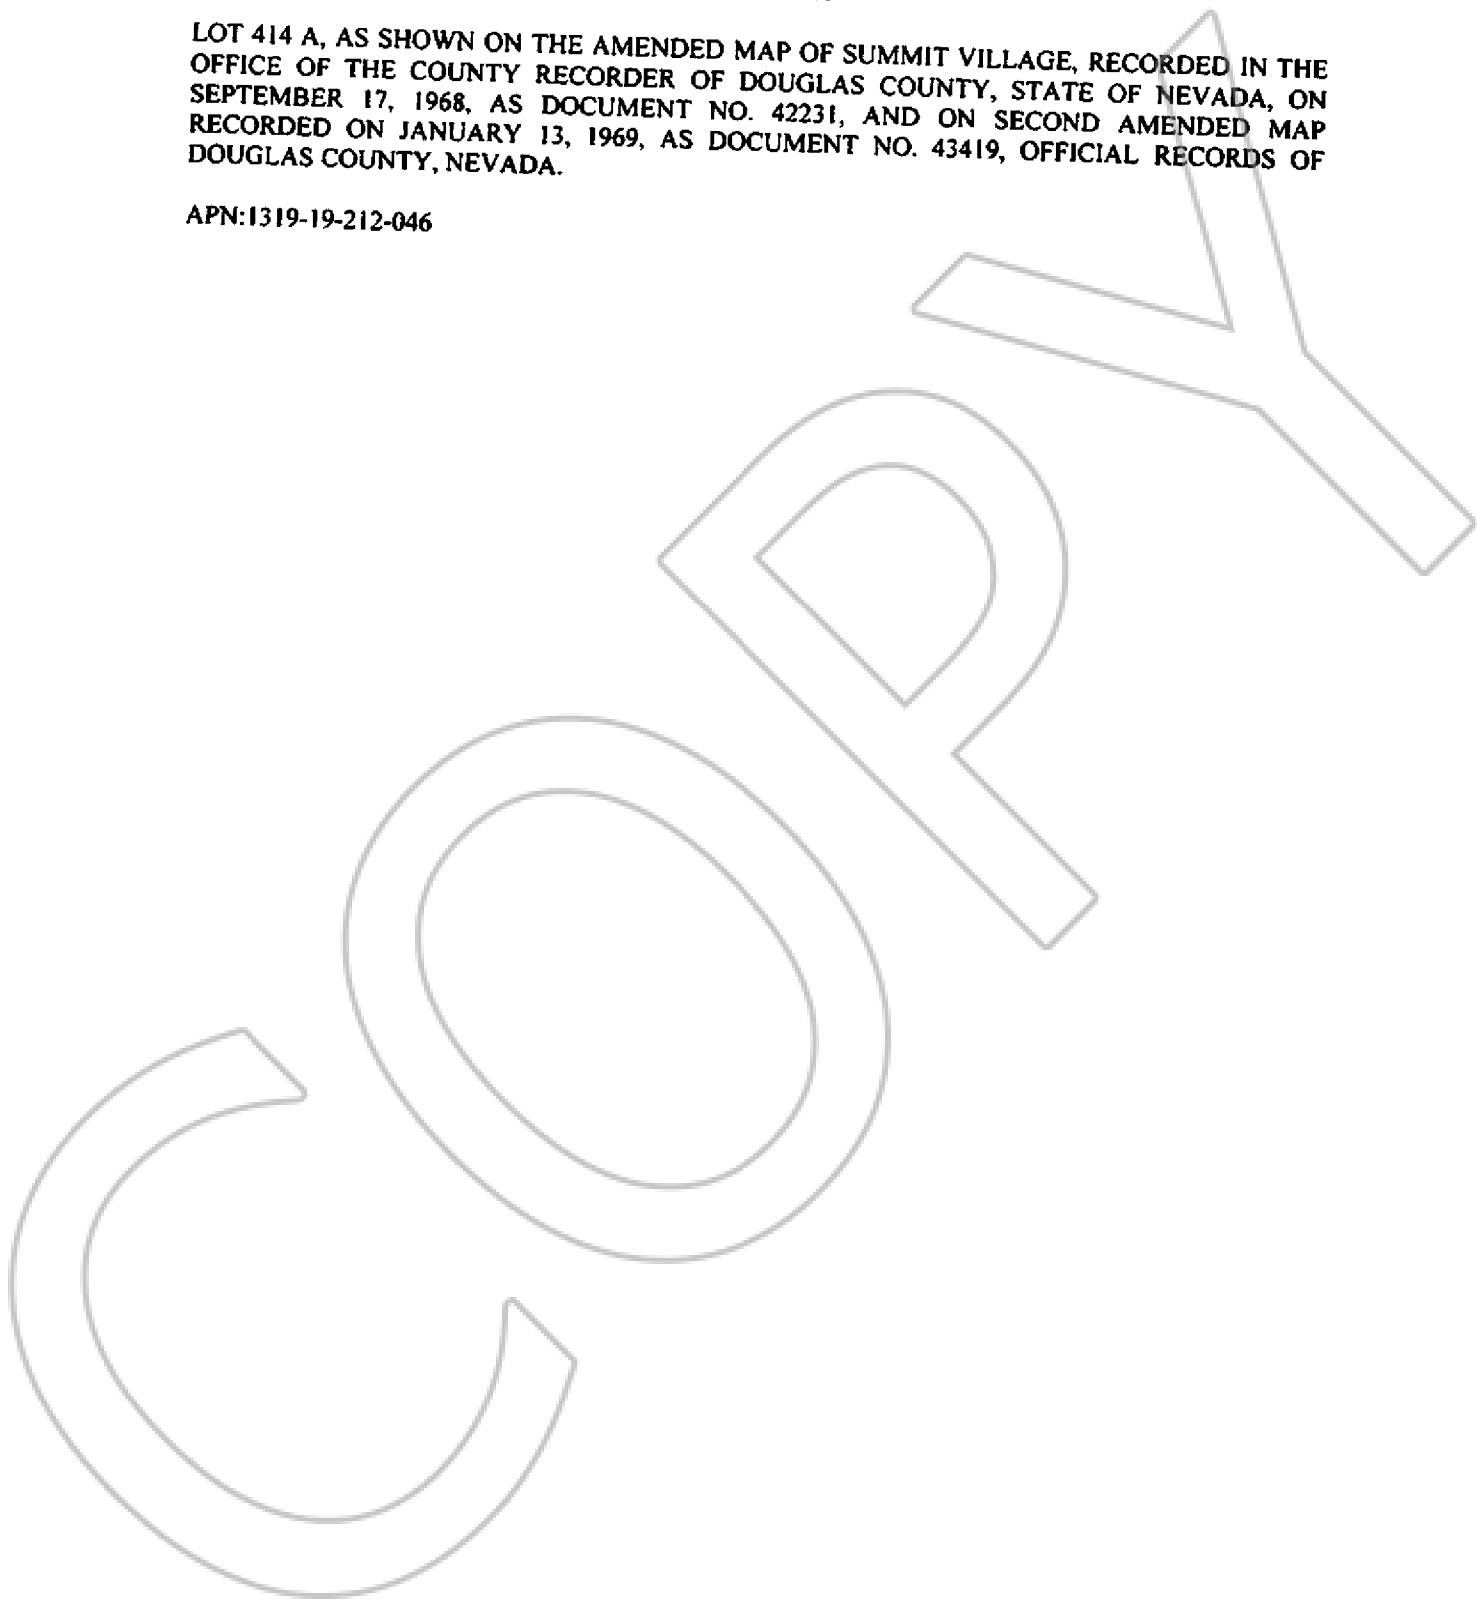 LOT 414 A, AS SHOWN ON THE AMENDED MAP OF SUMMIT VILLAGE, RECORDED IN THE
OFFICE OF THE COUNTY RECORDER OF DOUGLAS COUNTY, STATE OF NEVADA, ON
SEPTEMBER 17, 1968, AS DOCUMENT NO. 42231, AND ON SECOND AMENDED MAP
RECORDED ON JANUARY 13, 1969, AS DOCUMENT NO. 43419, OFFICIAL RECORDS OF
DOUGLAS COUNTY, NEVADA.
APN:1319-19-212-046
COPY